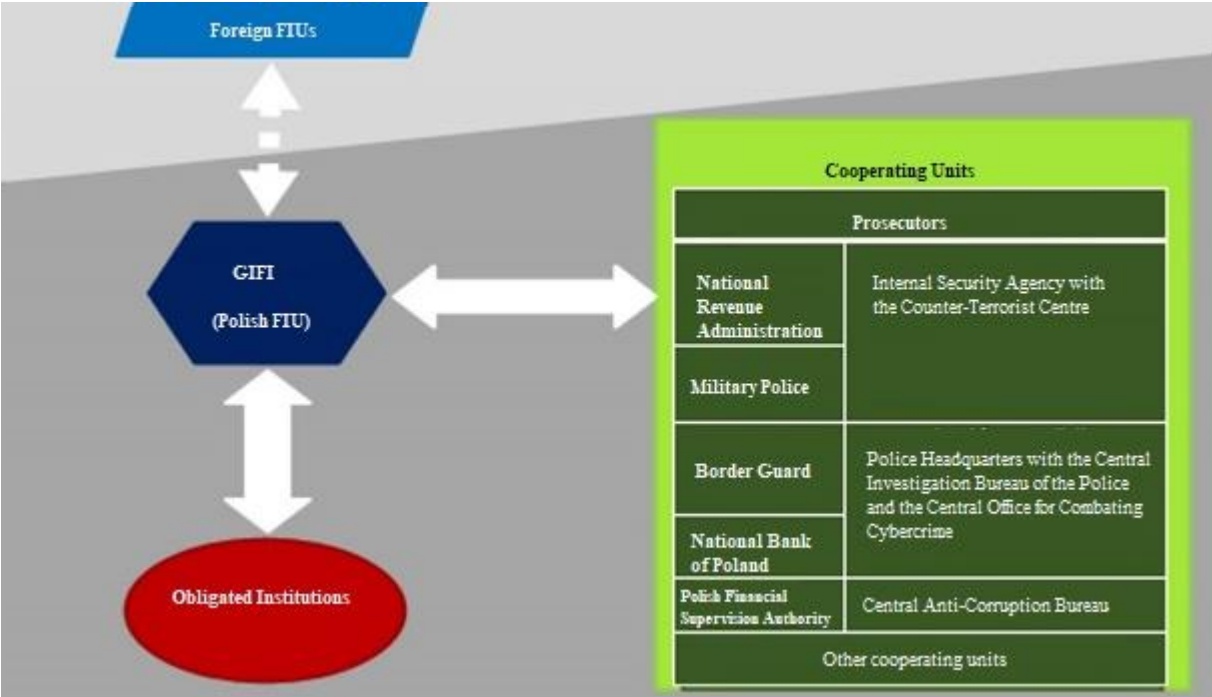 Foreign FIUs
GIFI
(Polish FIU)
Obligated Institutions
Cooperating Units
Prosecutors
National
Revenue
Administration
Internal Security Agency with
the Counter-Terrorist Centre
Military Police
Border Guard
Police Headquarters with the Central
Investigation Bureau of the Police
and the Central Office for Combating
Cybercrime
National Bank
of Poland
Polish Financial
Supervision Authority
Central Anti-Corruption Bureau
Other cooperating units